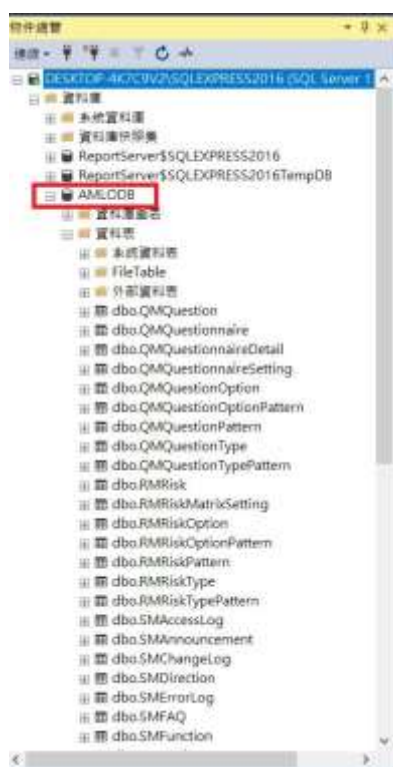 物件總管
連線
DESKTOP-4K7C9V2\SQLEXPRESS2016 (SQL Server 1
資料庫
系統資料庫
資料庫快照集
ReportServer$SQLEXPRESS2016
ReportServer$SQLEXPRESS2016TempDB
AMLODB
資料庫圖表
資料表
系統資料表
FileTable
外部資料表
dbo.QMQuestion
dbo.QMQuestionnaire
dbo.QMQuestionnaireDetail
dbo.QMQuestionnaireSetting
dbo.QMQuestionOption
dbo.QMQuestionOptionPattern
dbo.QMQuestionPattern
dbo.QMQuestionType
dbo.QMQuestionTypePattern
dbo.RMRisk
dbo.RMRiskMatrixSetting
dbo.RMRiskOption
dbo.RMRiskOptionPattern
dbo.RMRiskPattern
dbo.RMRiskType
dbo.RMRiskTypePattern
dbo.SMAccessLog
dbo.SMAnnouncement
dbo.SMChangeLog
dbo.SMDirection
dbo.SMErrorLog
dbo.SMFAQ
dbo.SMFunction